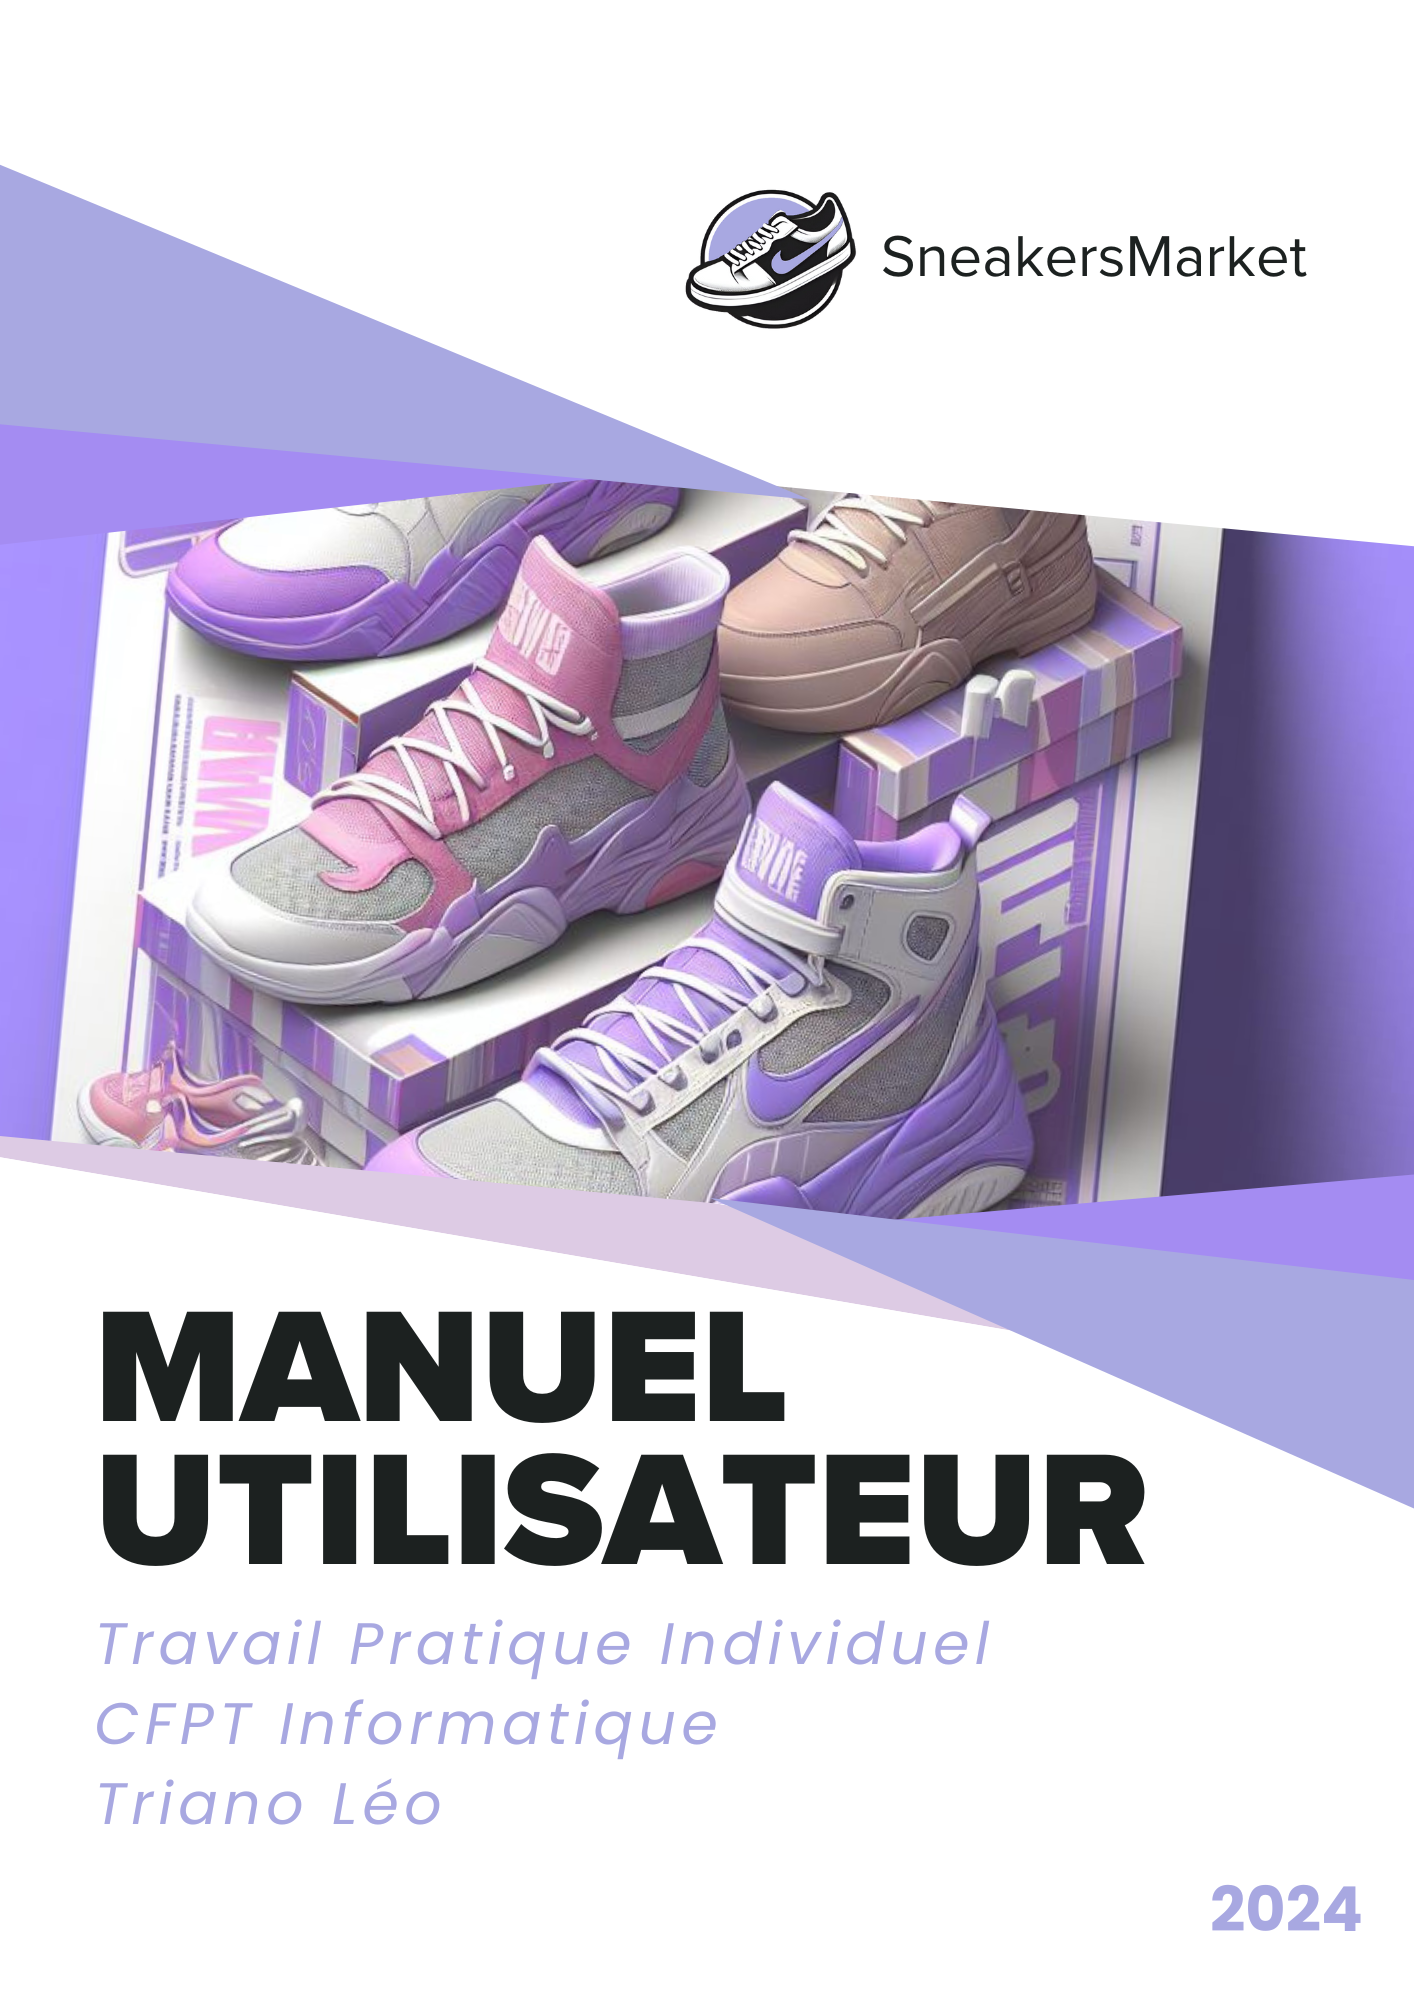 SneakersMarket
MANUEL
UTILISATEUR
Travail Pratique Individuel
CFPT Informatique
Triano Léo
2024